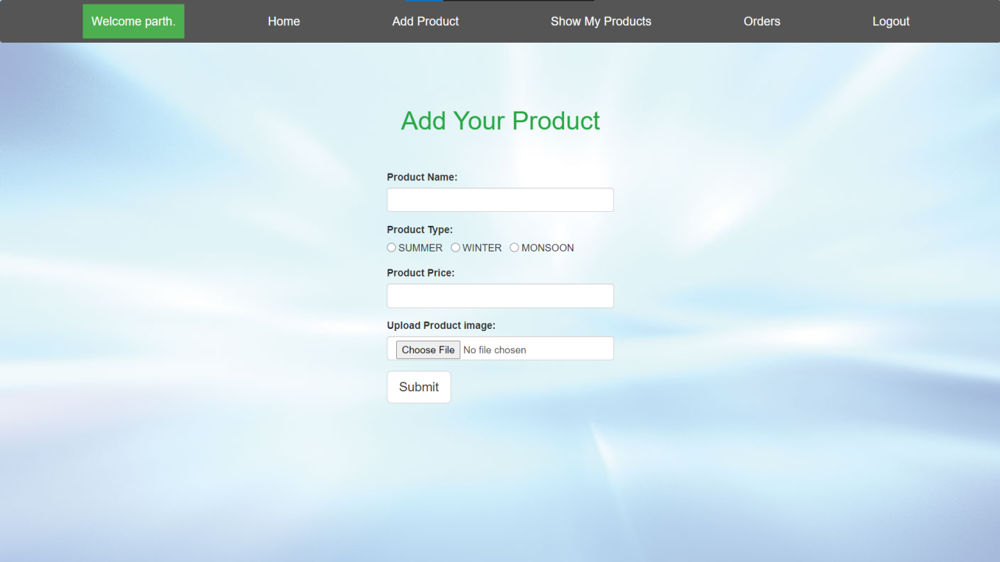 Welcome parth. Home Add Product Show My Products Orders Logout
Add Your Product
Product Name:
Product Type:
SUMMER WINTER MONSOON
Product Price:
Upload Product image:
Choose File No file chosen
Submit